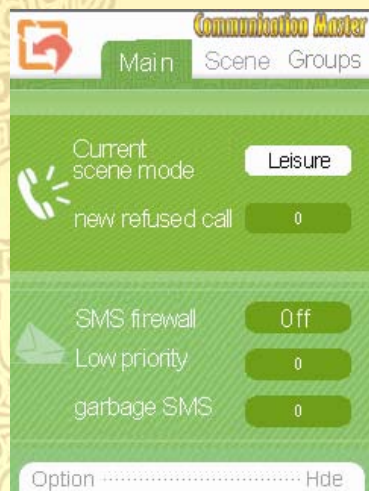 Communication Master
Main Scene Groups
Current
scene mode Leisure
new refused call 0
SMS firewall Off
Low priority 0
garbage SMS 0
Option Hde